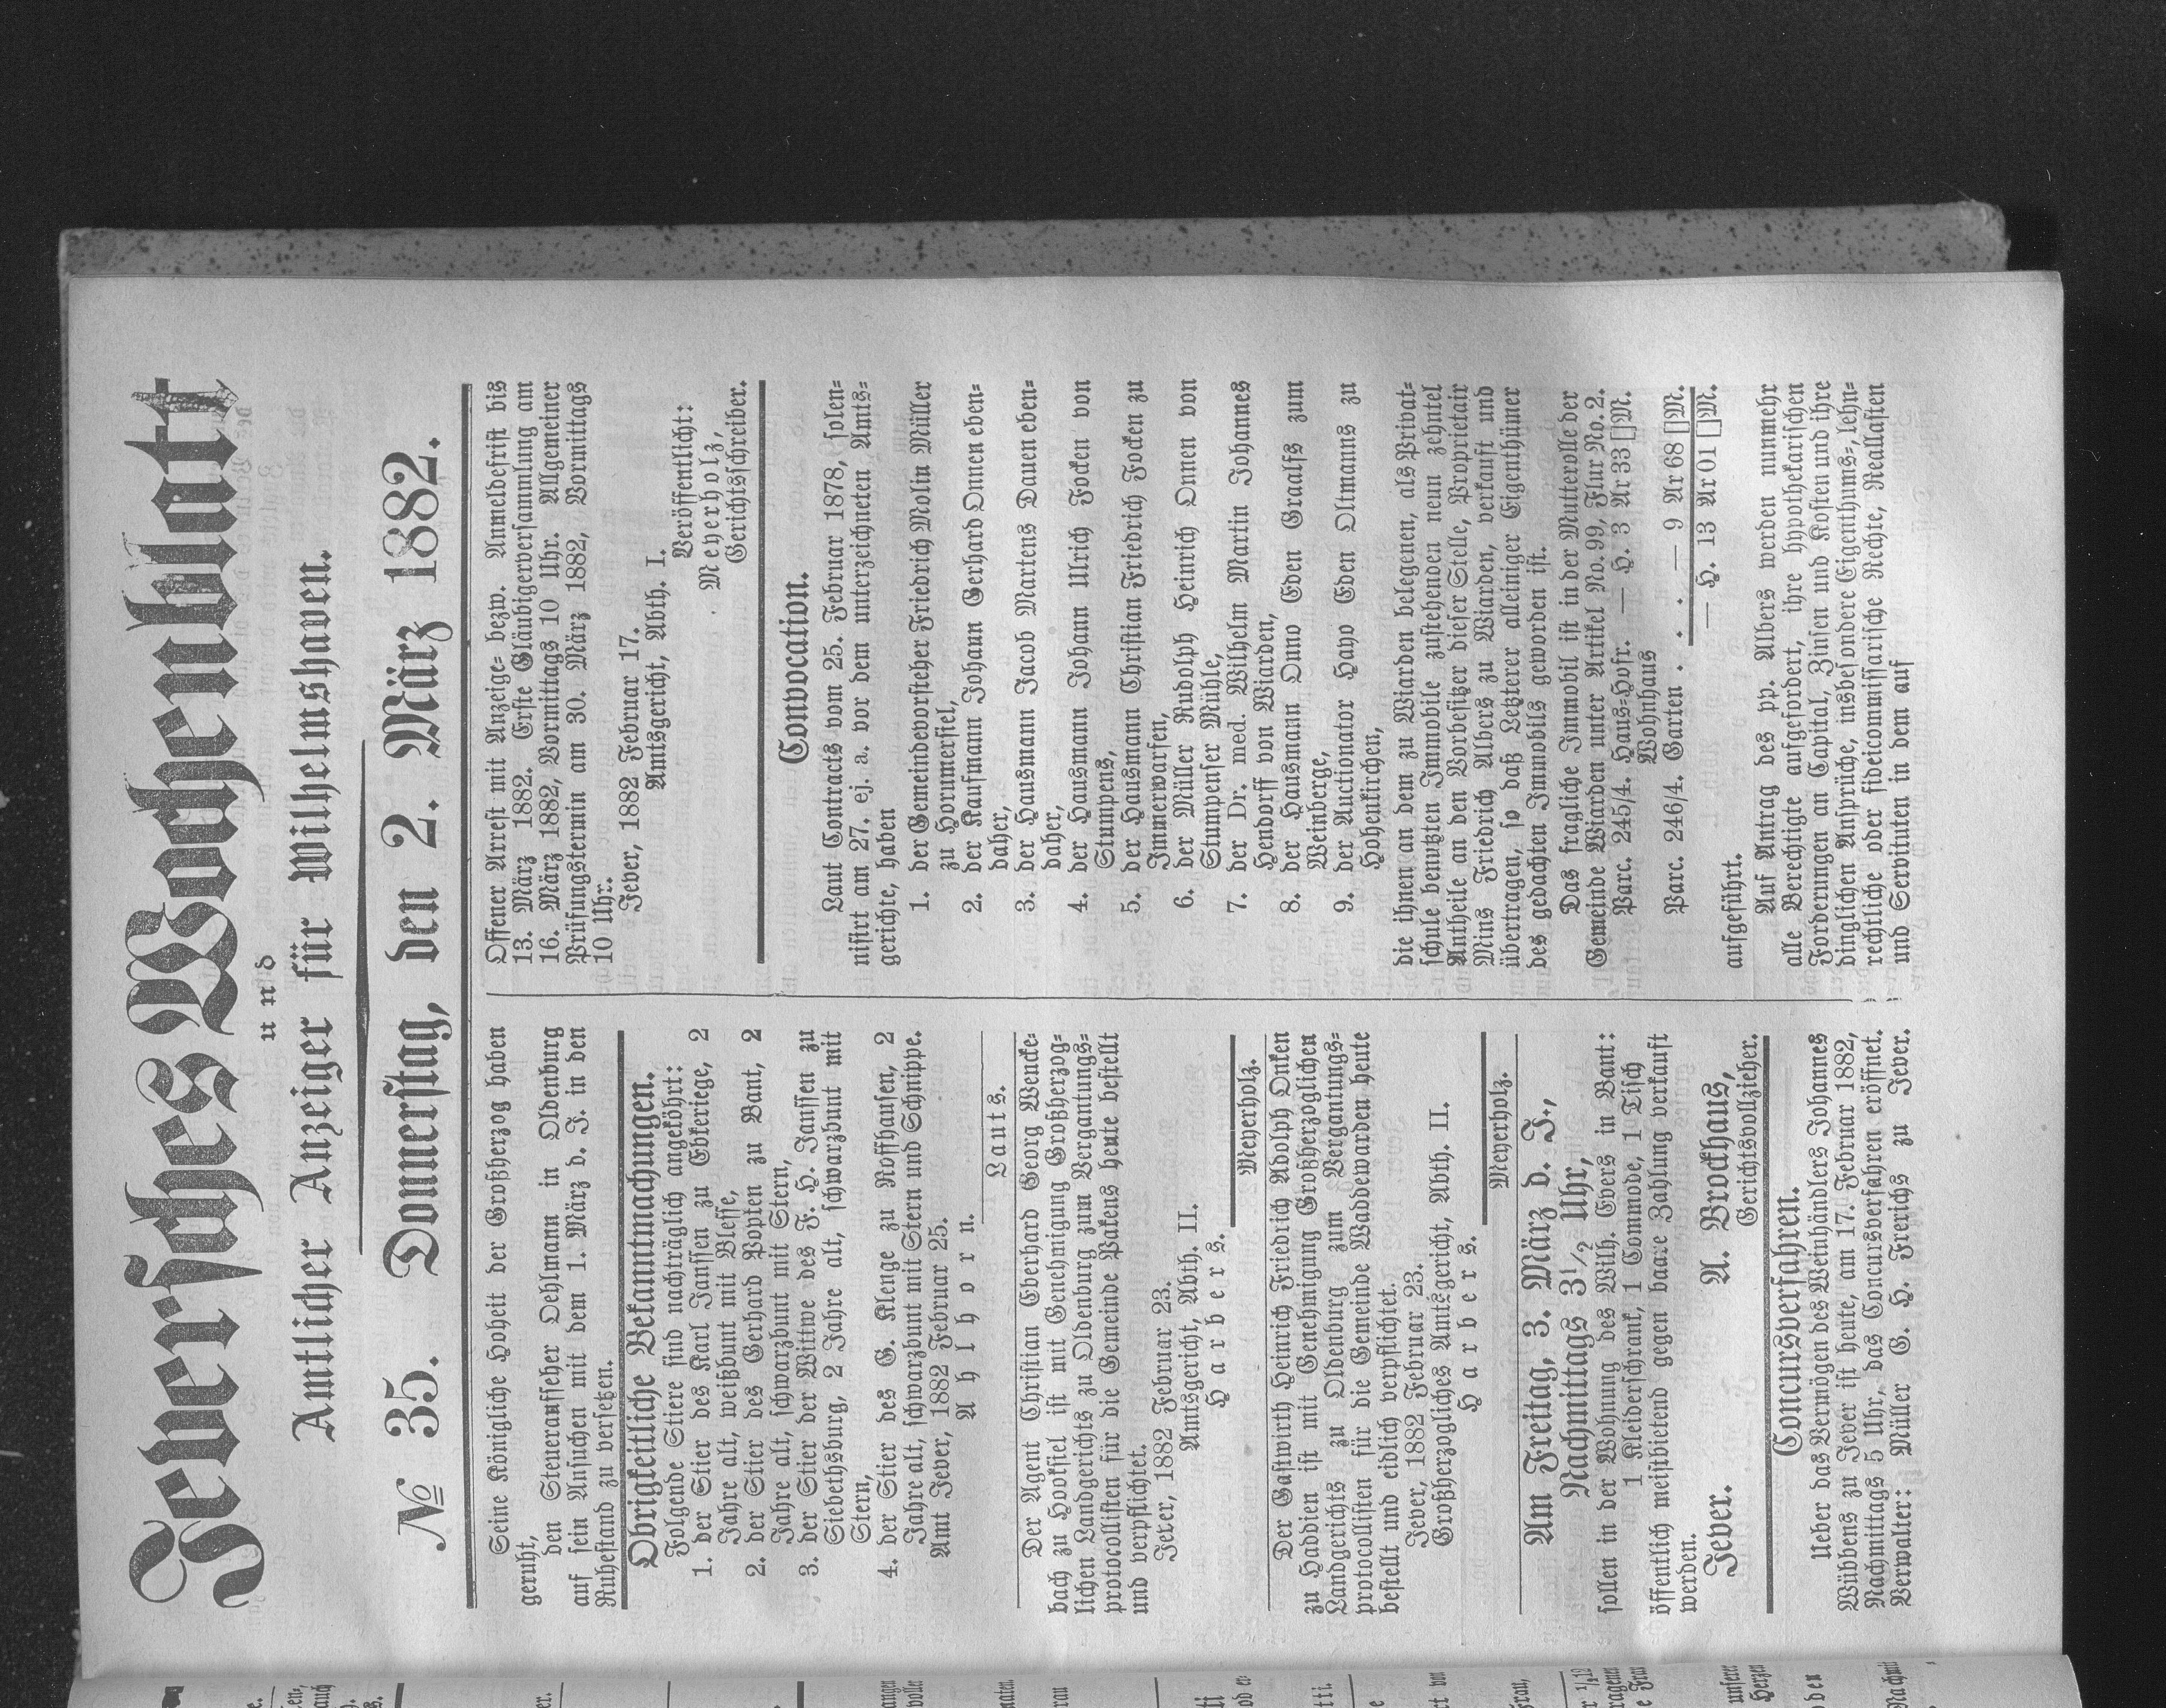 Jeversches Wochenblatt
und
Amtlicher Anzeiger für Wilhelmshaven.
№ 35. Donnerstag, den 2. März 1882.
Seine Königliche Hoheit der Großherzog haben
geruht,
den Steueraufseher Oehlmann in Oldenburg
auf sein Ansuchen mit dem 1. März d. J. in den
Ruhestand zu versetzen.
Obrigkeitliche Bekanntmachungen.
Folgende Stiere sind nachträglich angeköhrt:
1. der Stier des Karl Janssen zu Ebkeriege, 2
Jahre alt, weißbunt mit Blesse,
2. der Stier des Gerhard Popken zu Bant, 2
Jahre alt, schwarzbunt mit Stern,
3. der Stier der Wittwe des F. H. Janssen zu
Siebethsburg, 2 Jahre alt, schwarzbunt mit
Stern,
4. der Stier des G. Klenge zu Roffhausen, 2
Jahre alt, schwarzbunt mit Stern und Schnippe.
Amt Jever, 1882 Februar 25.
Ahlhorn.
Lauts.
Der Agent Christian Eberhard Georg Wencke-
bach zu Hooksiel ist mit Genehmigung Großherzog-
lichen Landgerichts zu Oldenburg zum Vergantungs-
protocollisten für die Gemeinde Pakens heute bestellt
und verpflichtet.
Jever, 1882 Februar 23.
Amtsgericht, Abth. II.
Harbers.
Meyerholz.
Der Gastwirth Heinrich Friedrich Adolph Onken
zu Haddien ist mit Genehmigung Großherzoglichen
Landgerichts zu Oldenburg zum Vergantungs-
protocollisten für die Gemeinde Waddewarden heute
bestellt und eidlich verpflichtet.
Jever, 1882 Februar 23.
Großherzogliches Amtsgericht, Abth. II.
Harbers.
Meyerholz.
Am Freitag, 3. März d. J.,
Nachmittags 3½ Uhr,
sollen in der Wohnung des Wilh. Evers in Bant:
1 Kleiderschrank, 1 Commode, 1 Tisch
öffentlich meistbietend gegen baare Zahlung verkauft
werden.
Jever. A. Brockhaus,
Gerichtsvollzieher.
Concursverfahren.
Ueber das Vermögen des Weinhändlers Johannes
Wübbens zu Jever ist heute, am 17. Februar 1882,
Nachmittags 5 Uhr, das Concursverfahren eröffnet.
Verwalter: Müller G. H. Frerichs zu Jever.
Offener Arrest mit Anzeige- bezw. Anmeldefrist bis
13. März 1882. Erste Gläubigerversammlung am
16. März 1882, Vormittags 10 Uhr. Allgemeiner
Prüfungstermin am 30. März 1882, Vormittags
10 Uhr.
Jever, 1882 Februar 17.
Amtsgericht, Abth. I.
Veröffentlicht:
Meyerholz,
Gerichtsschreiber.
Convocation.
Laut Contracts vom 25. Februar 1878, solen-
nisirt am 27. ej. a. vor dem unterzeichneten Amts-
gerichte, haben
1. der Gemeindevorsteher Friedrich Molin Müller
zu Horumersiel,
2. der Kaufmann Johann Gerhard Onnen eben-
daher,
3. der Hausmann Jacob Martens Dauen eben-
daher,
4. der Hausmann Johann Ulrich Focken von
Stumpens,
5. der Hausmann Christian Friedrich Focken zu
Immerwarfen,
6. der Müller Rudolph Heinrich Onnen von
Stumpenser Mühle,
7. der Dr. med. Wilhelm Martin Johannes
Hendorff von Wiarden,
8. der Hausmann Onno Eden Graalfs zum
Weinberge,
9. der Auctionator Hayo Eden Oltmanns zu
Hohenkirchen,
die ihnen an dem zu Wiarden belegenen, als Privat-
schule benutzten Immobile zustehenden neun zehntel
Antheile an den Vorbesitzer dieser Stelle, Proprietair
Mins Friedrich Albers zu Wiarden, verkauft und
übertragen, so daß Letzterer alleiniger Eigenthümer
des gedachten Immobils geworden ist.
Das fragliche Immobil ist in der Mutterolle der
Gemeinde Wiarden unter Artikel No. 99, Flur No. 2.
Parc. 245/4. Haus-Hofr. — H. 3 Ar 33 □M.
Wohnhaus
Parc. 246/4. Garten . . . — 9 Ar 68 □M.
— H. 13 Ar 01 □M.
aufgeführt.
Auf Antrag des pp. Albers werden nunmehr
alle Berechtigte aufgefordert, ihre hypothekarischen
Forderungen an Capital, Zinsen und Kosten und ihre
dinglichen Ansprüche, insbesondere Eigenthums-, lehn-
rechtliche oder fideicommissarische Rechte, Reallasten
und Servituten in dem auf